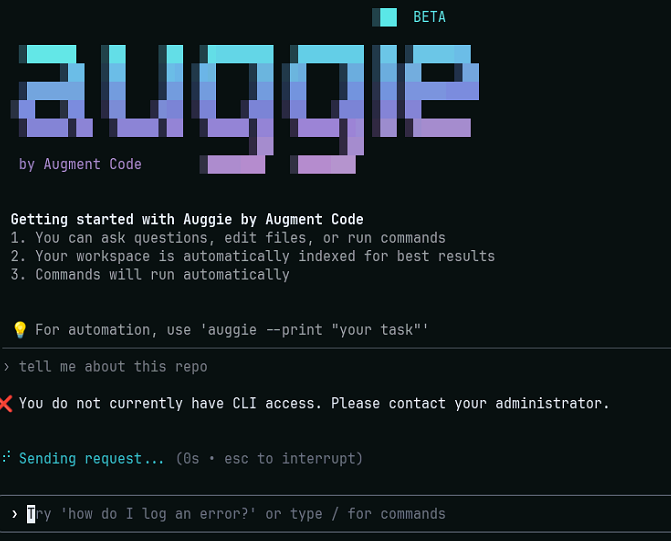 BETA
auggie
by Augment Code
Getting started with Auggie by Augment Code
1. You can ask questions, edit files, or run commands
2. Your workspace is automatically indexed for best results
3. Commands will run automatically
💡 For automation, use 'auggie --print "your task"'
› tell me about this repo
❌ You do not currently have CLI access. Please contact your administrator.
Sending request... (0s • esc to interrupt)
› Try 'how do I log an error?' or type / for commands